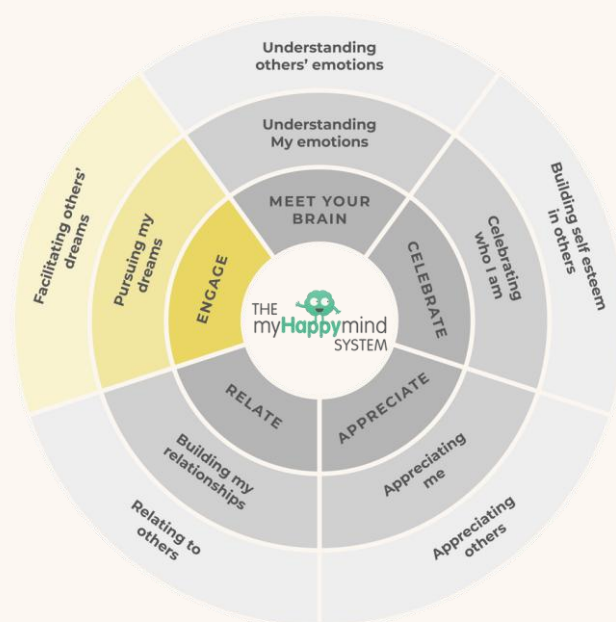 Understanding
others' emotions
Understanding
My emotions
MEET YOUR
BRAIN
Building self esteem
in others
Celebrating
who I am
CELEBRATE
Appreciating
others
Appreciating
me
APPRECIATE
Relating to
others
Building my
relationships
RELATE
Facilitating others'
dreams
Pursuing my
dreams
ENGAGE
THE
myHappymind
SYSTEM